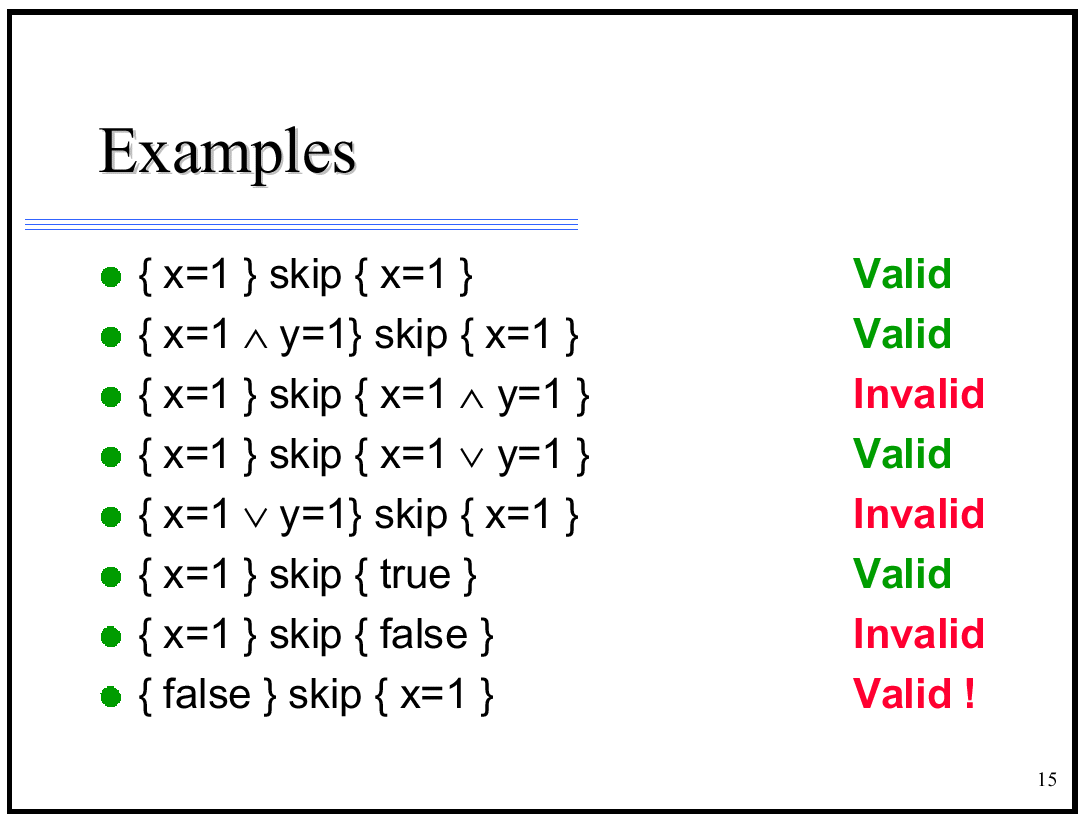 Examples
{ x=1 } skip { x=1 } Valid
{ x=1 ∧ y=1} skip { x=1 } Valid
{ x=1 } skip { x=1 ∧ y=1 } Invalid
{ x=1 } skip { x=1 ∨ y=1 } Valid
{ x=1 ∨ y=1} skip { x=1 } Invalid
{ x=1 } skip { true } Valid
{ x=1 } skip { false } Invalid
{ false } skip { x=1 } Valid !
15